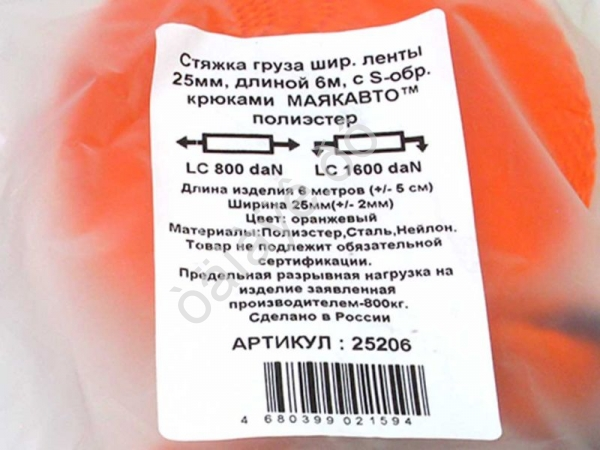 Стяжка груза шир. ленты
25мм, длиной 6м, с S-обр.
крюками МАЯКАВТО™
полиэстер
LC 800 daN LC 1600 daN
Длина изделия 6 метров (+/- 5 см)
Ширина 25мм(+/- 2мм)
Цвет: оранжевый
Материалы:Полиэстер,Сталь,Нейлон.
Товар не подлежит обязательной
сертификации.
Предельная разрывная нагрузка на
изделие заявленная
производителем-800кг.
Сделано в России
АРТИКУЛ : 25206
4 680399 021594